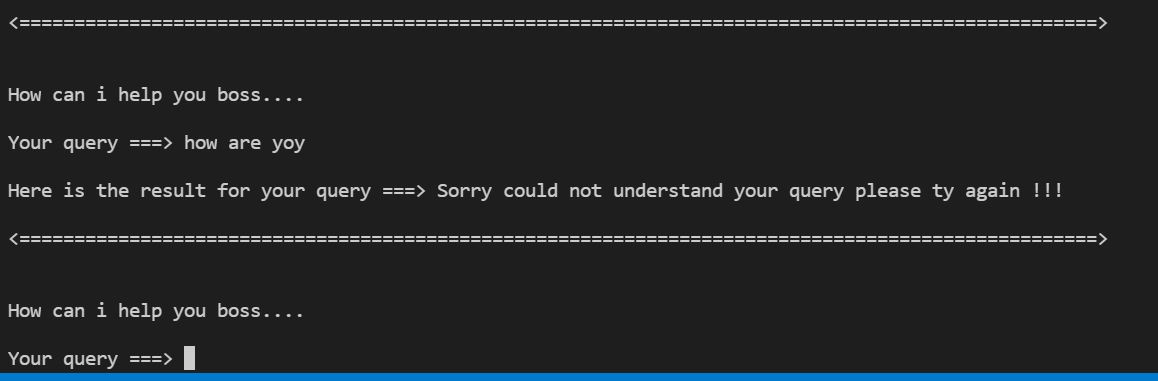 <==================================================================================================>
How can i help you boss....
Your query ===> how are yoy
Here is the result for your query ===> Sorry could not understand your query please ty again !!!
<==================================================================================================>
How can i help you boss....
Your query ===>